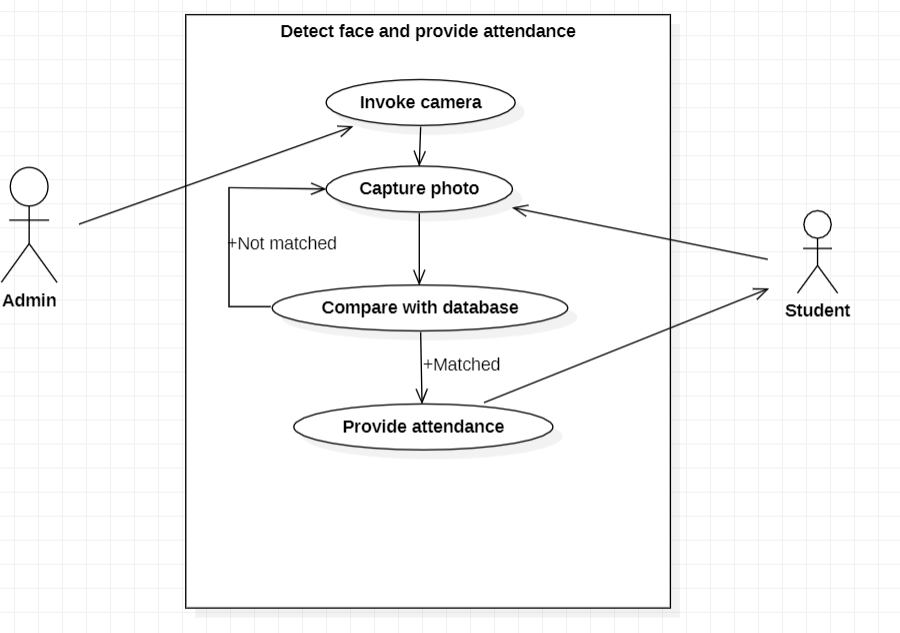 Detect face and provide attendance
Invoke camera
Capture photo
+Not matched
Admin
Compare with database
Student
+Matched
Provide attendance